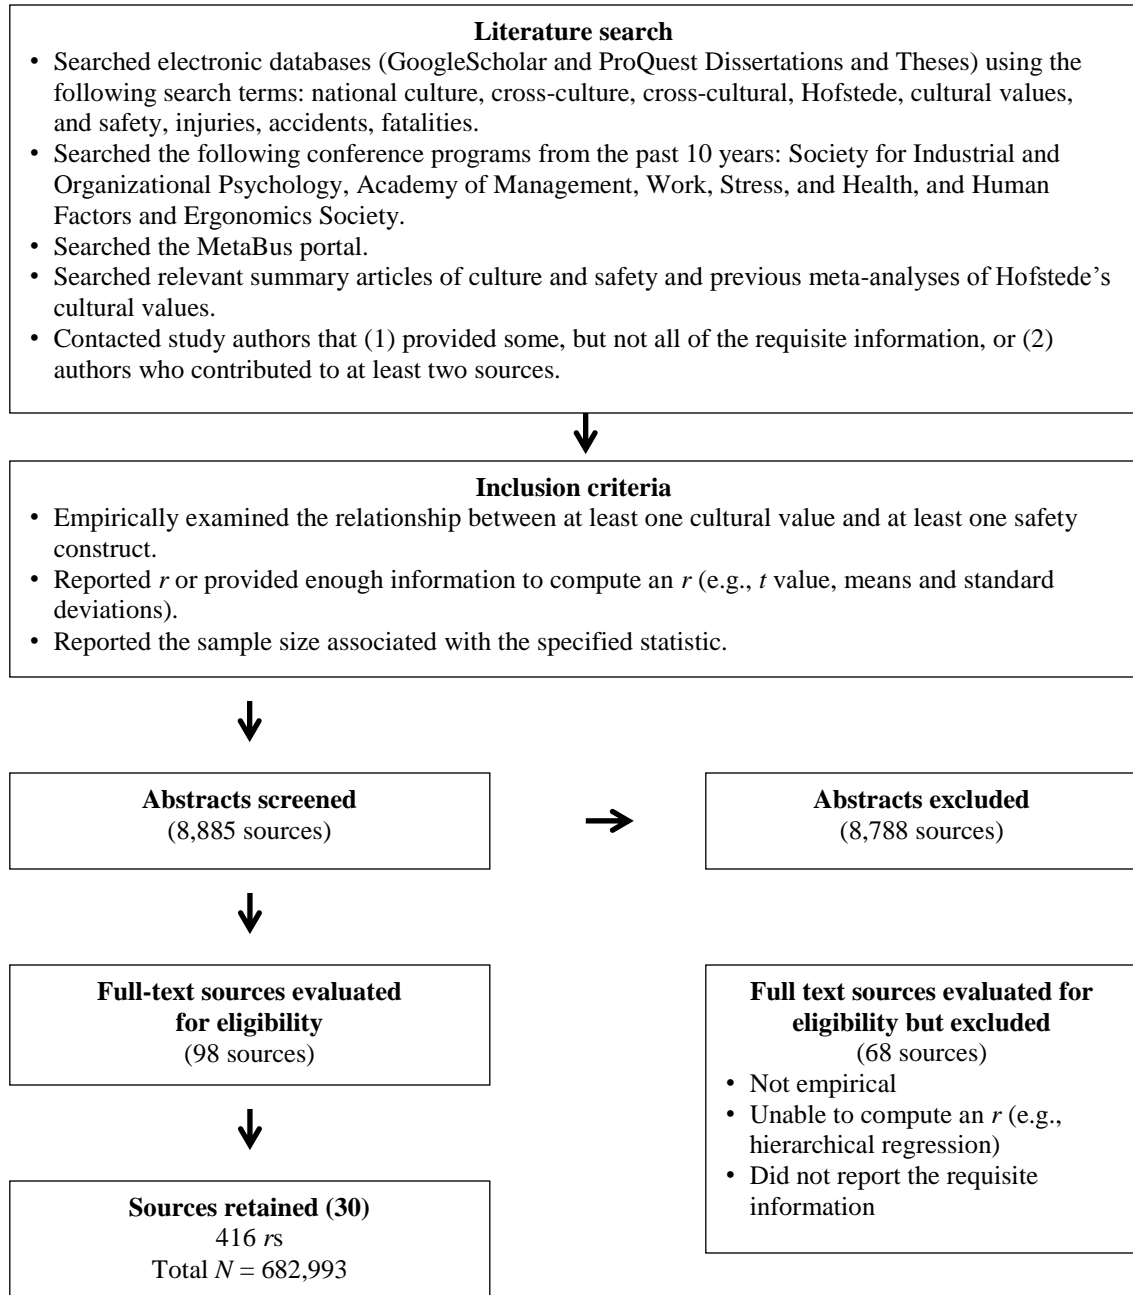 Literature search
• Searched electronic databases (GoogleScholar and ProQuest Dissertations and Theses) using the
following search terms: national culture, cross-culture, cross-cultural, Hofstede, cultural values,
and safety, injuries, accidents, fatalities.
• Searched the following conference programs from the past 10 years: Society for Industrial and
Organizational Psychology, Academy of Management, Work, Stress, and Health, and Human
Factors and Ergonomics Society.
• Searched the MetaBus portal.
• Searched relevant summary articles of culture and safety and previous meta-analyses of Hofstede’s
cultural values.
• Contacted study authors that (1) provided some, but not all of the requisite information, or (2)
authors who contributed to at least two sources.
Inclusion criteria
• Empirically examined the relationship between at least one cultural value and at least one safety
construct.
• Reported r or provided enough information to compute an r (e.g., t value, means and standard
deviations).
• Reported the sample size associated with the specified statistic.
Abstracts screened
(8,885 sources)
Abstracts excluded
(8,788 sources)
Full-text sources evaluated
for eligibility
(98 sources)
Full text sources evaluated for
eligibility but excluded
(68 sources)
• Not empirical
• Unable to compute an r (e.g.,
hierarchical regression)
• Did not report the requisite
information
Sources retained (30)
416 rs
Total N = 682,993